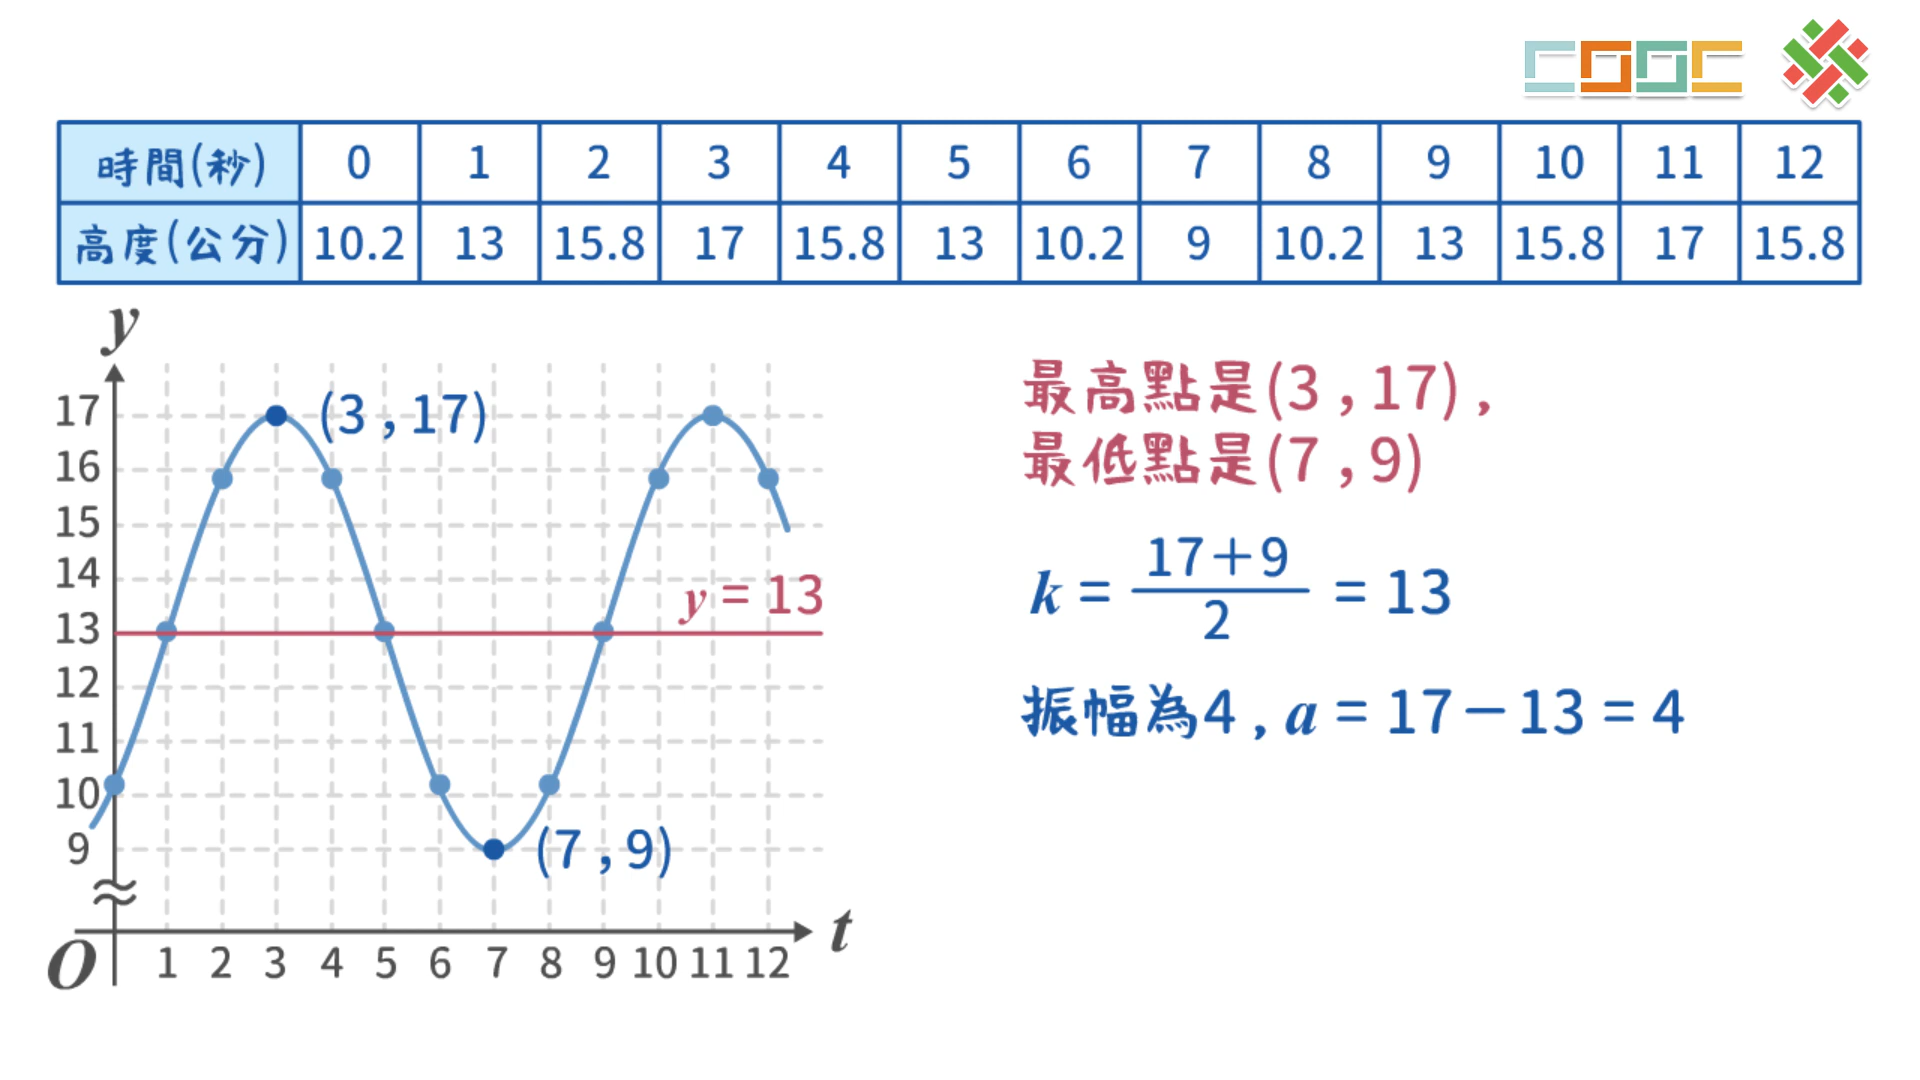 時間(秒) 0 1 2 3 4 5 6 7 8 9 10 11 12
高度(公分) 10.2 13 15.8 17 15.8 13 10.2 9 10.2 13 15.8 17 15.8
y
17
16
15
14
13
12
11
10
9
(3 , 17)
y = 13
(7 , 9)
O 1 2 3 4 5 6 7 8 9 10 11 12 t
最高點是(3 , 17) ,
最低點是(7 , 9)
k = \frac{17+9}{2} = 13
振幅為4 , a = 17－13 = 4